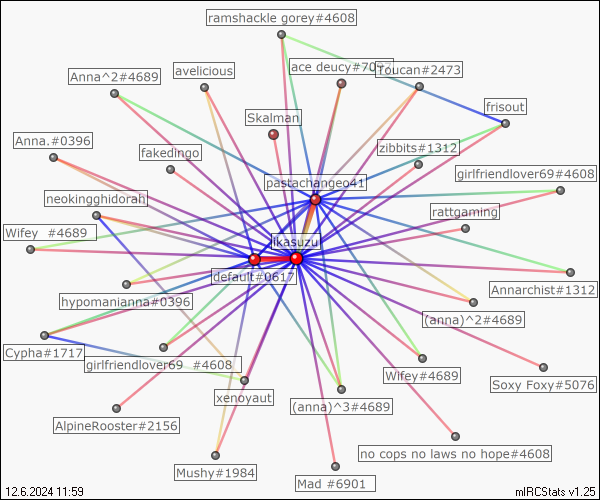 ramshackle gorey#4608
ace deucy#7097
Toucan#2473
avelicious
Anna^2#4689
frisout
Skalman
Anna.#0396
fakedingo
zibbits#1312
girlfriendlover69#4608
pastachangeo41
neokingghidorah
rattgaming
Wifey #4689
ikasuzu
default#0617
Annarchist#1312
hypomanianna#0396
(anna)^2#4689
Cypha#1717
girlfriendlover69 #4608
Wifey#4689
Soxy Foxy#5076
xenoyaut
(anna)^3#4689
AlpineRooster#2156
no cops no laws no hope#4608
Mushy#1984
Mad #6901
12.6.2024 11:59
mIRCStats v1.25